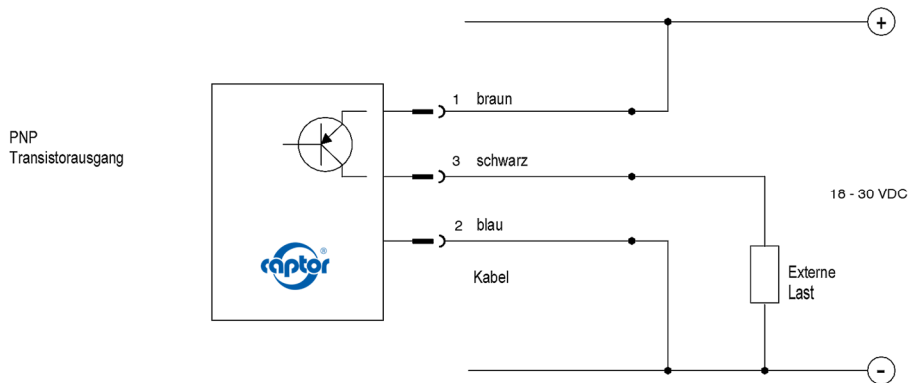 +
1 braun
PNP
Transistorausgang
3 schwarz
18 - 30 VDC
2 blau
captor®
Kabel
Externe
Last
-